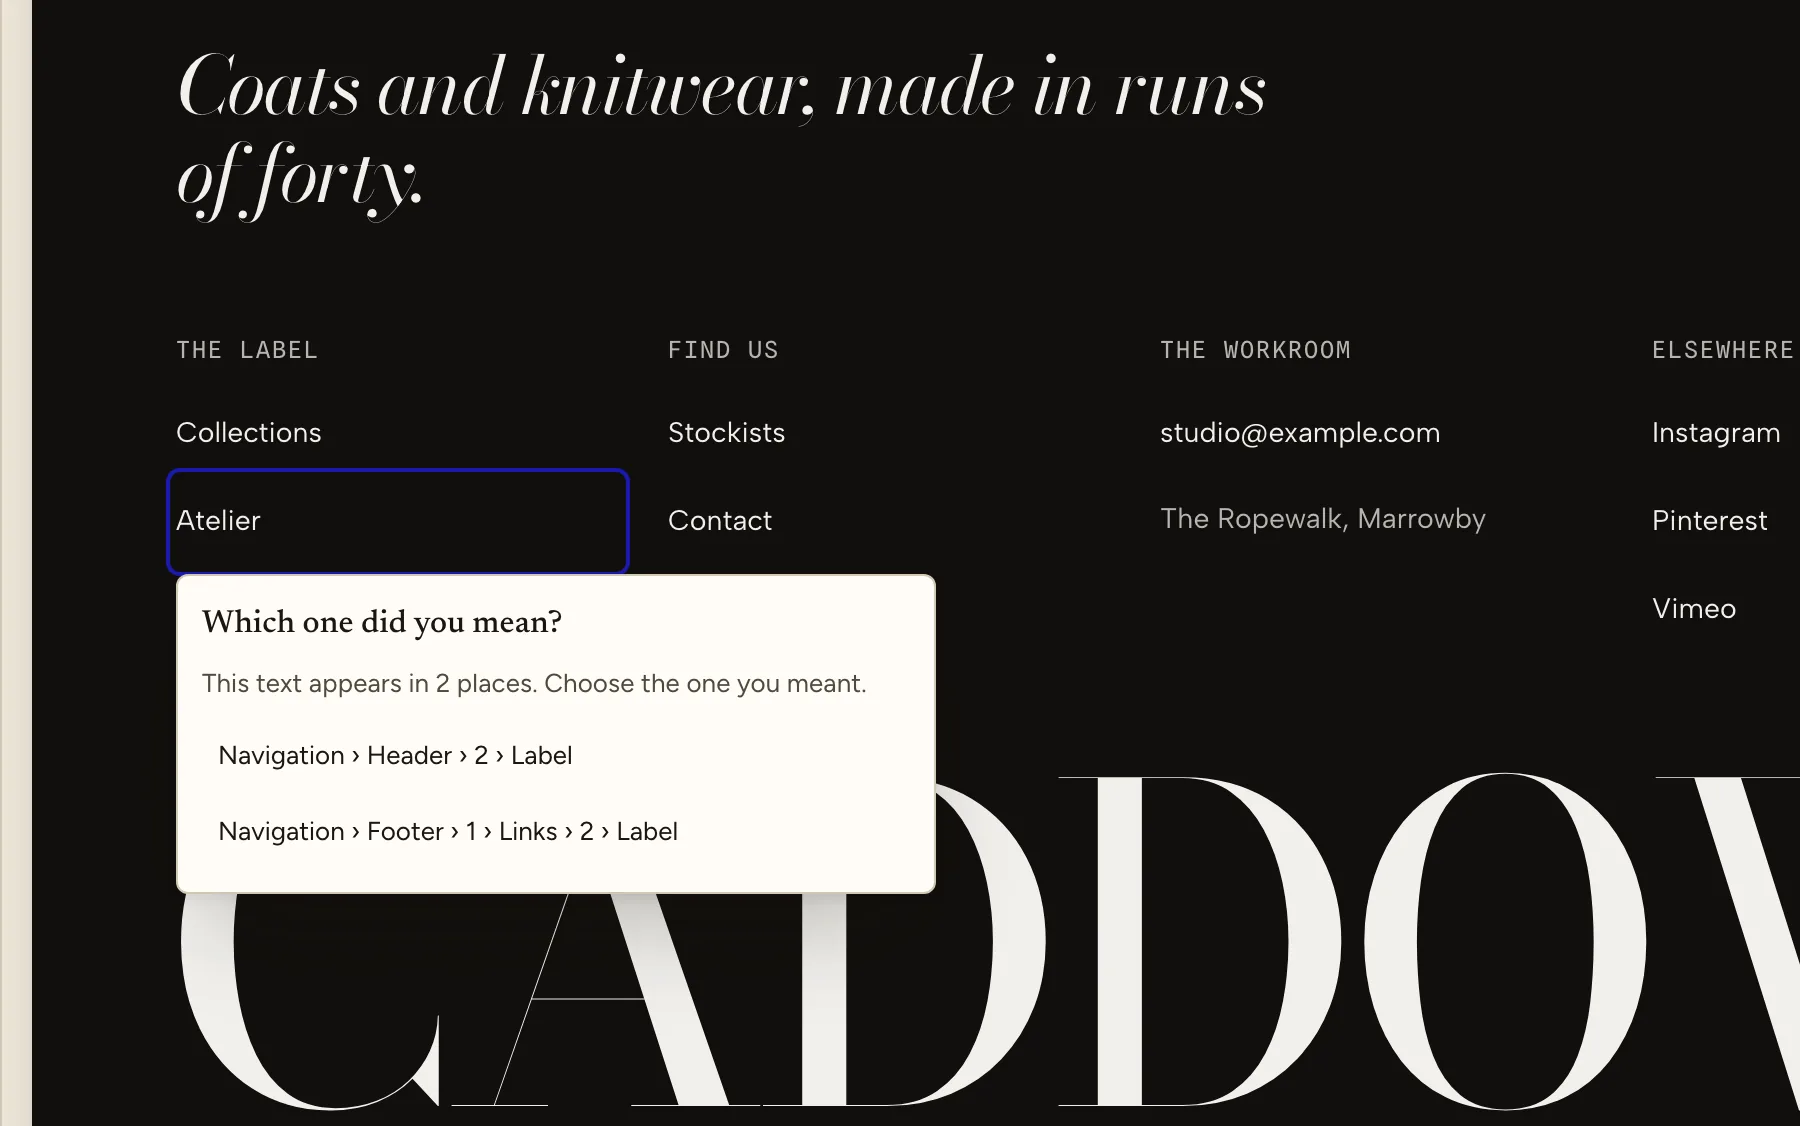 Coats and knitwear, made in runs
of forty.
THE LABEL
Collections
Atelier
FIND US
Stockists
Contact
THE WORKROOM
studio@example.com
The Ropewalk, Marrowby
ELSEWHERE
Instagram
Pinterest
Vimeo
Which one did you mean?
This text appears in 2 places. Choose the one you meant.
Navigation › Header › 2 › Label
Navigation › Footer › 1 › Links › 2 › Label
CADDOW